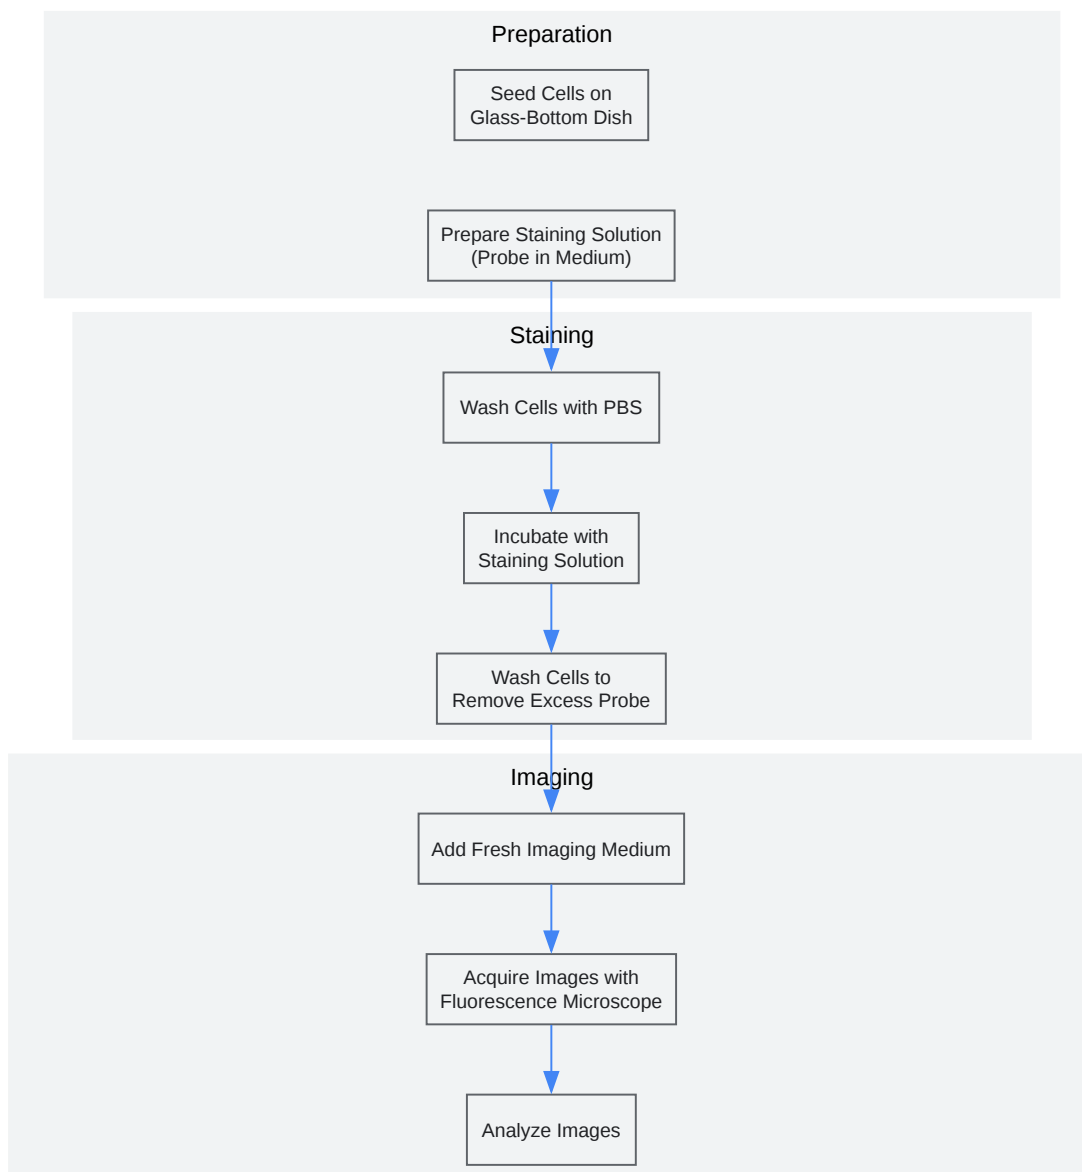 Preparation
Seed Cells on
Glass-Bottom Dish
Prepare Staining Solution
(Probe in Medium)
Staining
Wash Cells with PBS
Incubate with
Staining Solution
Wash Cells to
Remove Excess Probe
Imaging
Add Fresh Imaging Medium
Acquire Images with
Fluorescence Microscope
Analyze Images